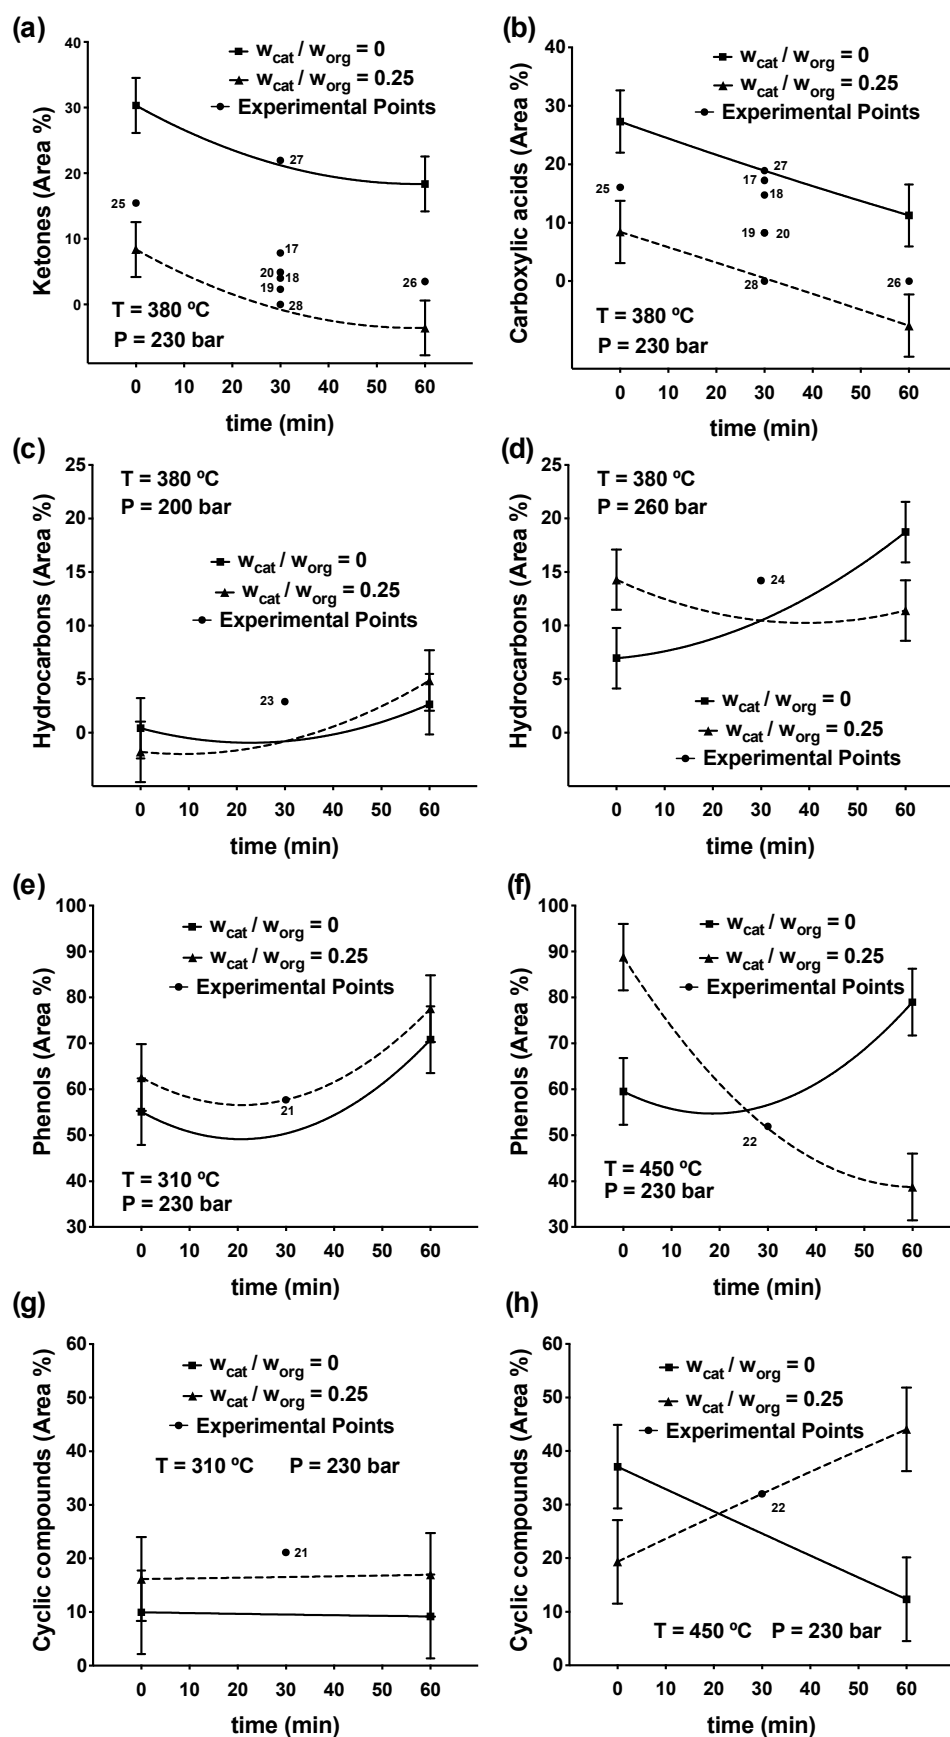 (a)
w_cat / w_org = 0
w_cat / w_org = 0.25
Experimental Points
Ketones (Area %)
40
30
20
10
0
27
25
17
20
18
19
28
26
T = 380 ºC
P = 230 bar
0 10 20 30 40 50 60
time (min)
(b)
w_cat / w_org = 0
w_cat / w_org = 0.25
Experimental Points
Carboxylic acids (Area %)
40
30
20
10
0
27
17
18
25
19 20
28
26
T = 380 ºC
P = 230 bar
0 10 20 30 40 50 60
time (min)
(c)
T = 380 ºC
P = 200 bar
w_cat / w_org = 0
w_cat / w_org = 0.25
Experimental Points
Hydrocarbons (Area %)
25
20
15
10
5
0
23
0 10 20 30 40 50 60
time (min)
(d)
T = 380 ºC
P = 260 bar
Hydrocarbons (Area %)
25
20
15
10
5
0
24
w_cat / w_org = 0
w_cat / w_org = 0.25
Experimental Points
0 10 20 30 40 50 60
time (min)
(e)
w_cat / w_org = 0
w_cat / w_org = 0.25
Experimental Points
Phenols (Area %)
100
90
80
70
60
50
40
30
21
T = 310 ºC
P = 230 bar
0 10 20 30 40 50 60
time (min)
(f)
w_cat / w_org = 0
w_cat / w_org = 0.25
Experimental Points
Phenols (Area %)
100
90
80
70
60
50
40
30
22
T = 450 ºC
P = 230 bar
0 10 20 30 40 50 60
time (min)
(g)
w_cat / w_org = 0
w_cat / w_org = 0.25
Experimental Points
T = 310 ºC P = 230 bar
Cyclic compounds (Area %)
60
50
40
30
20
10
0
21
0 10 20 30 40 50 60
time (min)
(h)
w_cat / w_org = 0
w_cat / w_org = 0.25
Experimental Points
Cyclic compounds (Area %)
60
50
40
30
20
10
0
22
T = 450 ºC P = 230 bar
0 10 20 30 40 50 60
time (min)